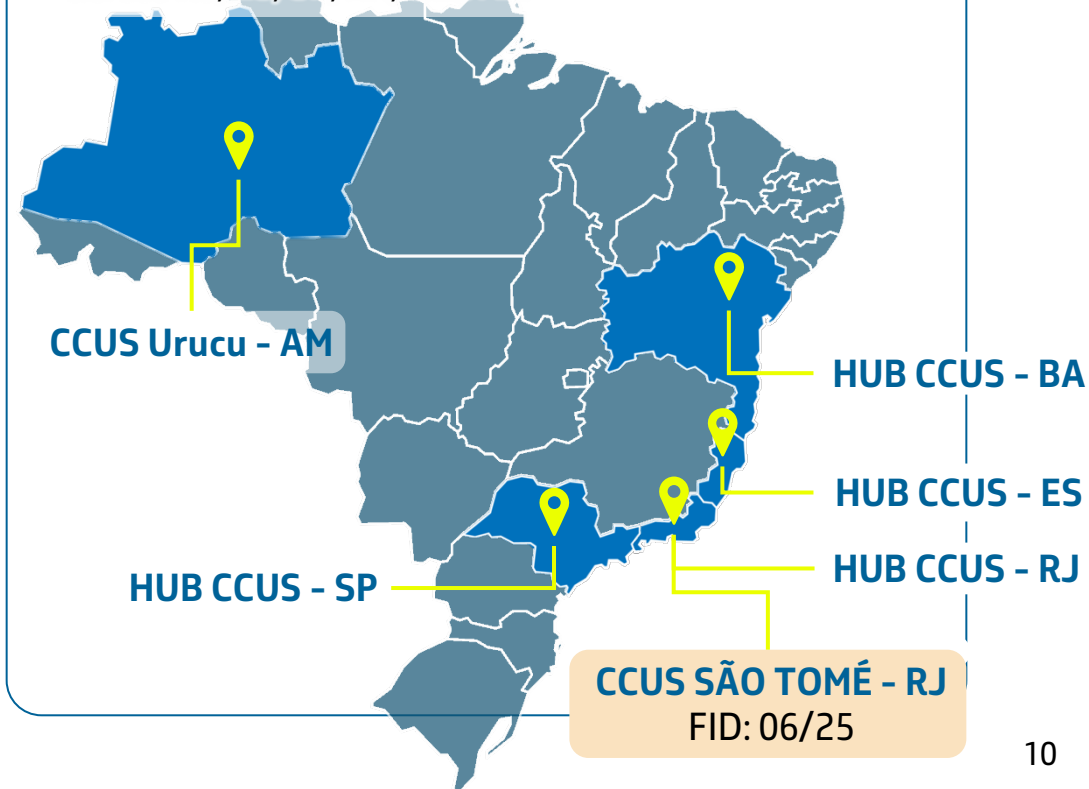 CCUS Urucu - AM
HUB CCUS - BA
HUB CCUS - ES
HUB CCUS - RJ
HUB CCUS - SP
CCUS SÃO TOMÉ - RJ
FID: 06/25
10